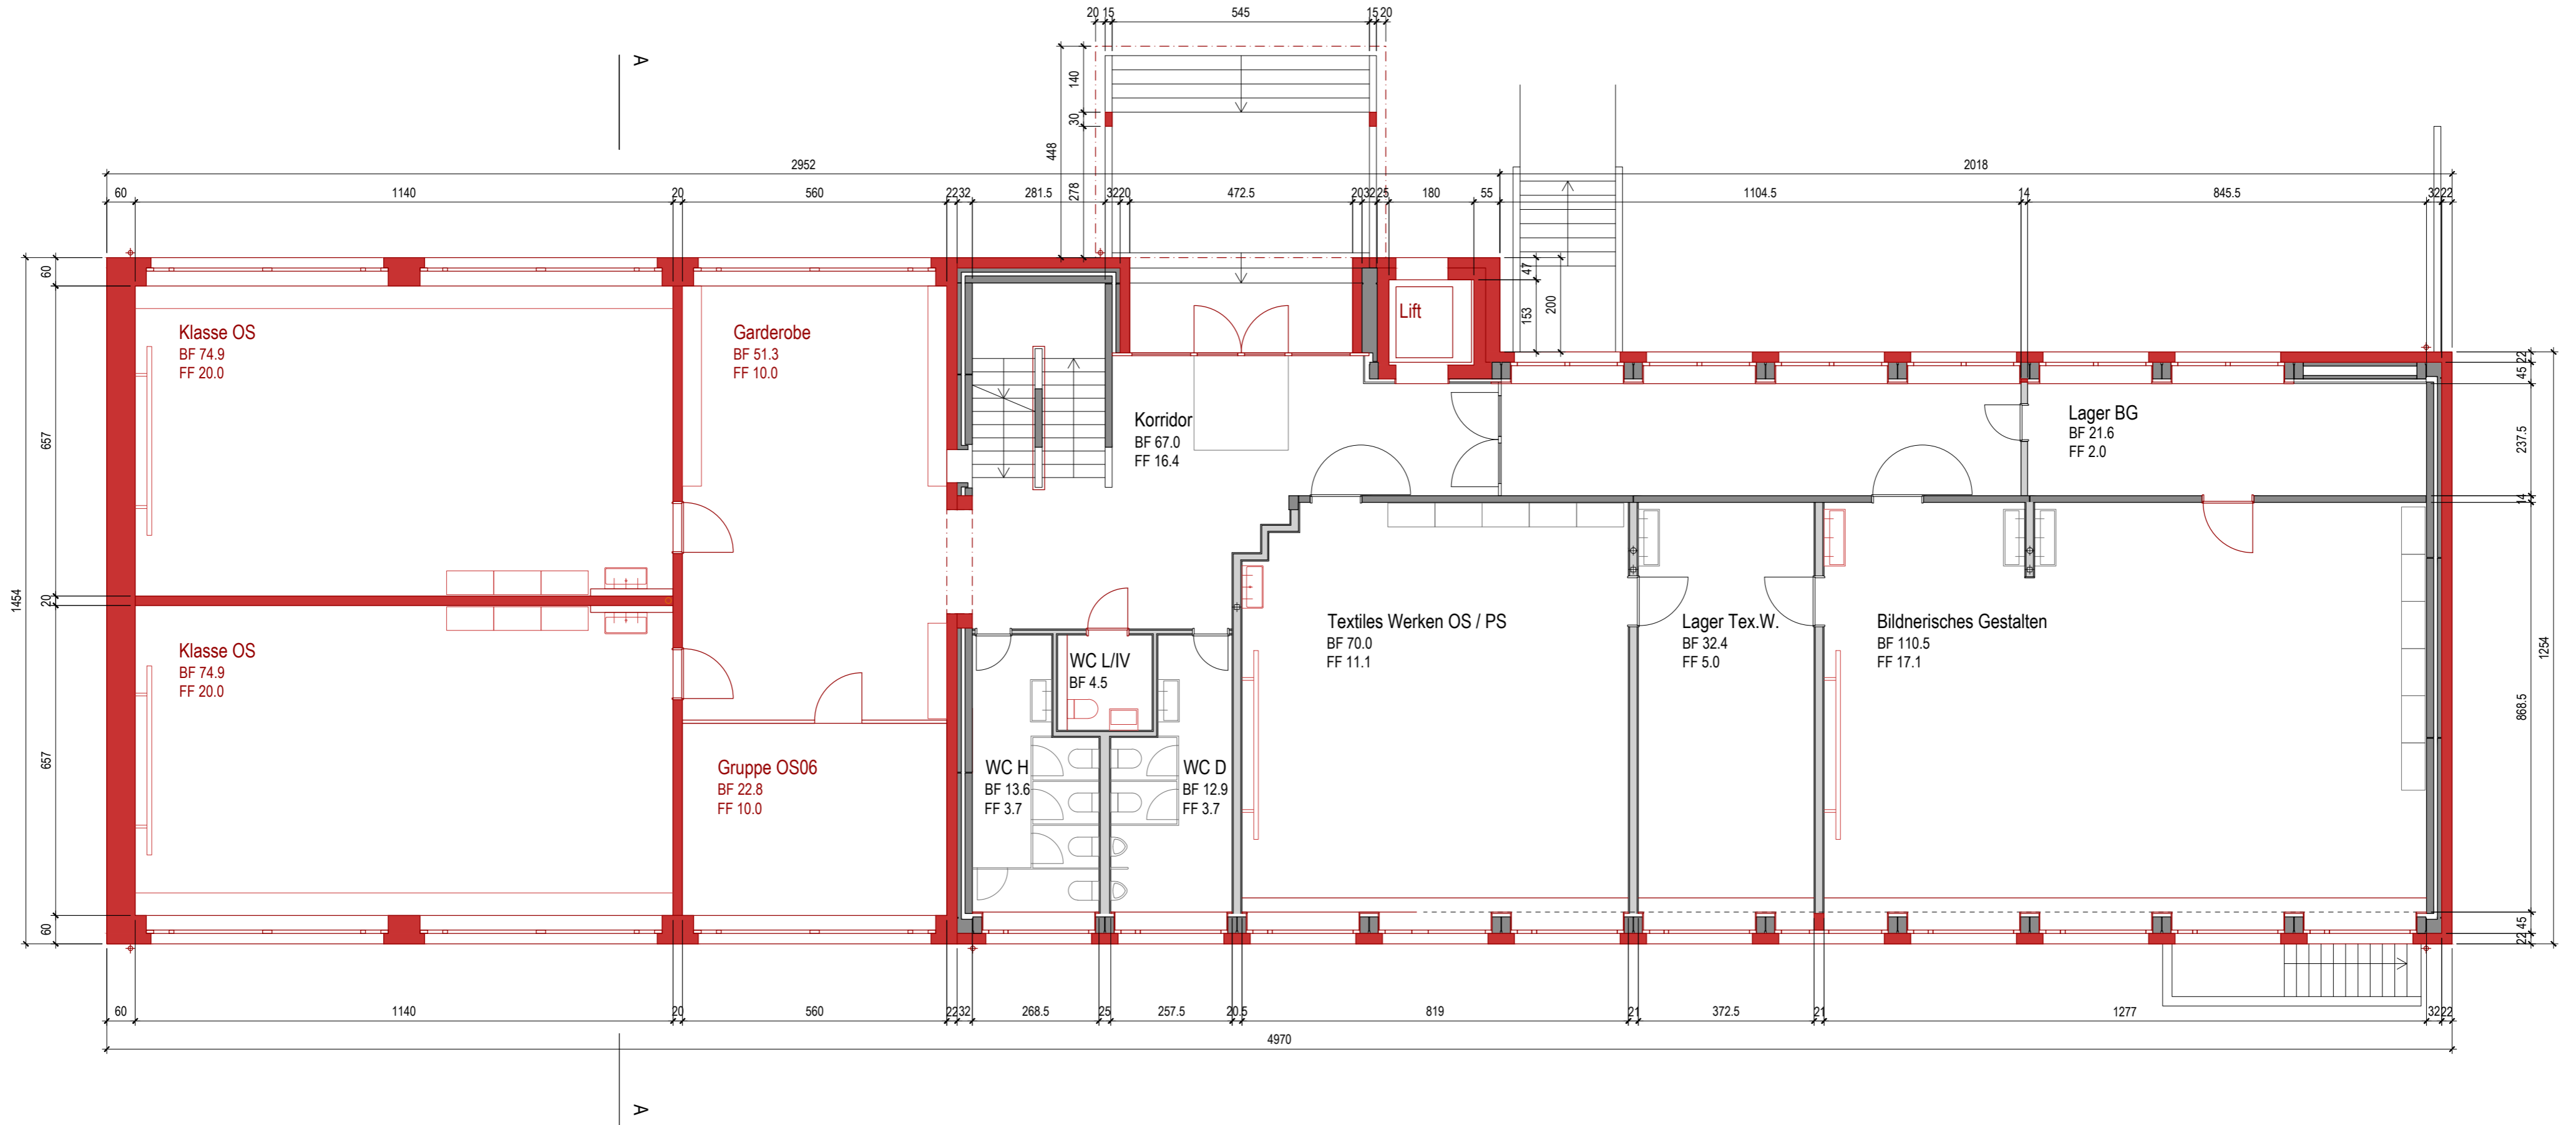 20 15 545 15 20
A
140
30
448
278
2952 2018
60 1140 20 560 22 32 281.5 32 20 472.5 20 32 25 180 55 1104.5 14 845.5 32 22
60
657
20
657
60
1454
47
153
200
22
45
237.5
14
868.5
45
22
1254
Klasse OS
BF 74.9
FF 20.0
Garderobe
BF 51.3
FF 10.0
Lift
Korridor
BF 67.0
FF 16.4
Lager BG
BF 21.6
FF 2.0
Klasse OS
BF 74.9
FF 20.0
Textiles Werken OS / PS
BF 70.0
FF 11.1
Lager Tex.W.
BF 32.4
FF 5.0
Bildnerisches Gestalten
BF 110.5
FF 17.1
WC L/IV
BF 4.5
Gruppe OS06
BF 22.8
FF 10.0
WC H
BF 13.6
FF 3.7
WC D
BF 12.9
FF 3.7
60 1140 20 560 22 32 268.5 25 257.5 20.5 819 21 372.5 21 1277 32 22
4970
A